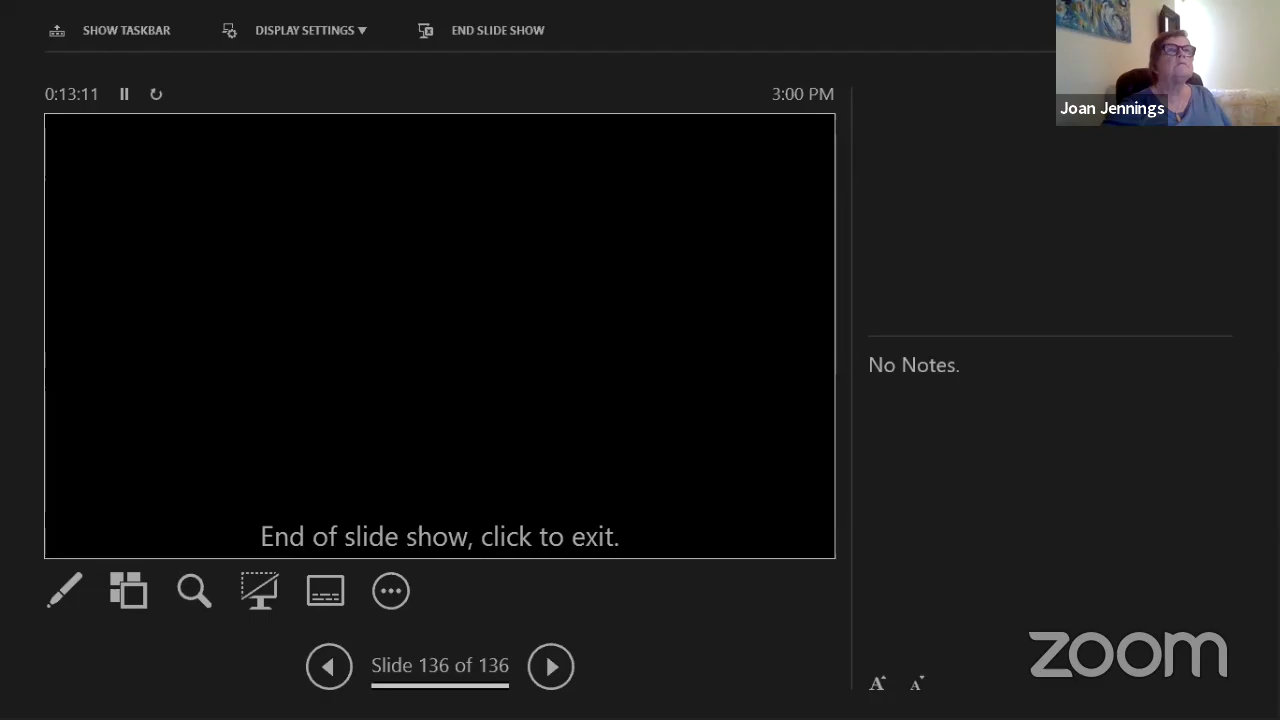 SHOW TASKBAR
DISPLAY SETTINGS ▼
END SLIDE SHOW
Joan Jennings
0:13:11
3:00 PM
End of slide show, click to exit.
No Notes.
Slide 136 of 136
A A
zoom